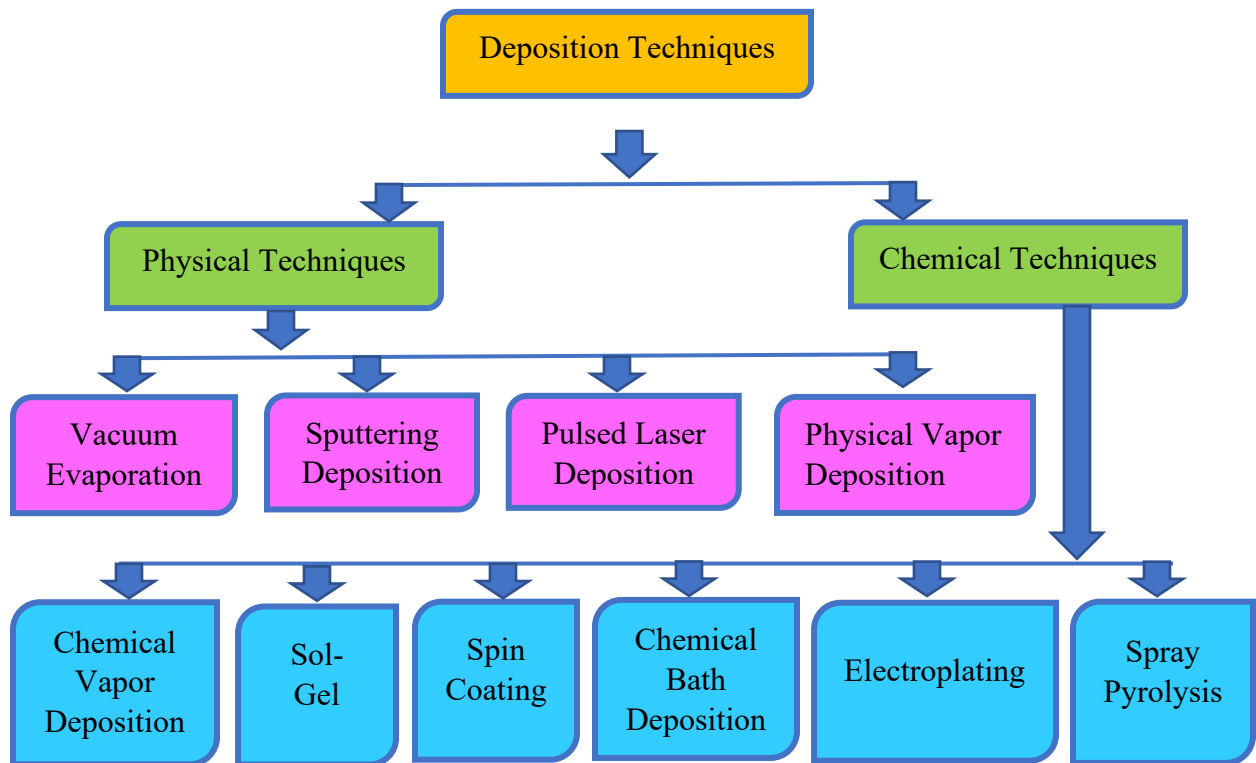 Deposition Techniques
Physical Techniques
Chemical Techniques
Vacuum
Evaporation
Sputtering
Deposition
Pulsed Laser
Deposition
Physical Vapor
Deposition
Chemical
Vapor
Deposition
Sol-
Gel
Spin
Coating
Chemical
Bath
Deposition
Electroplating
Spray
Pyrolysis